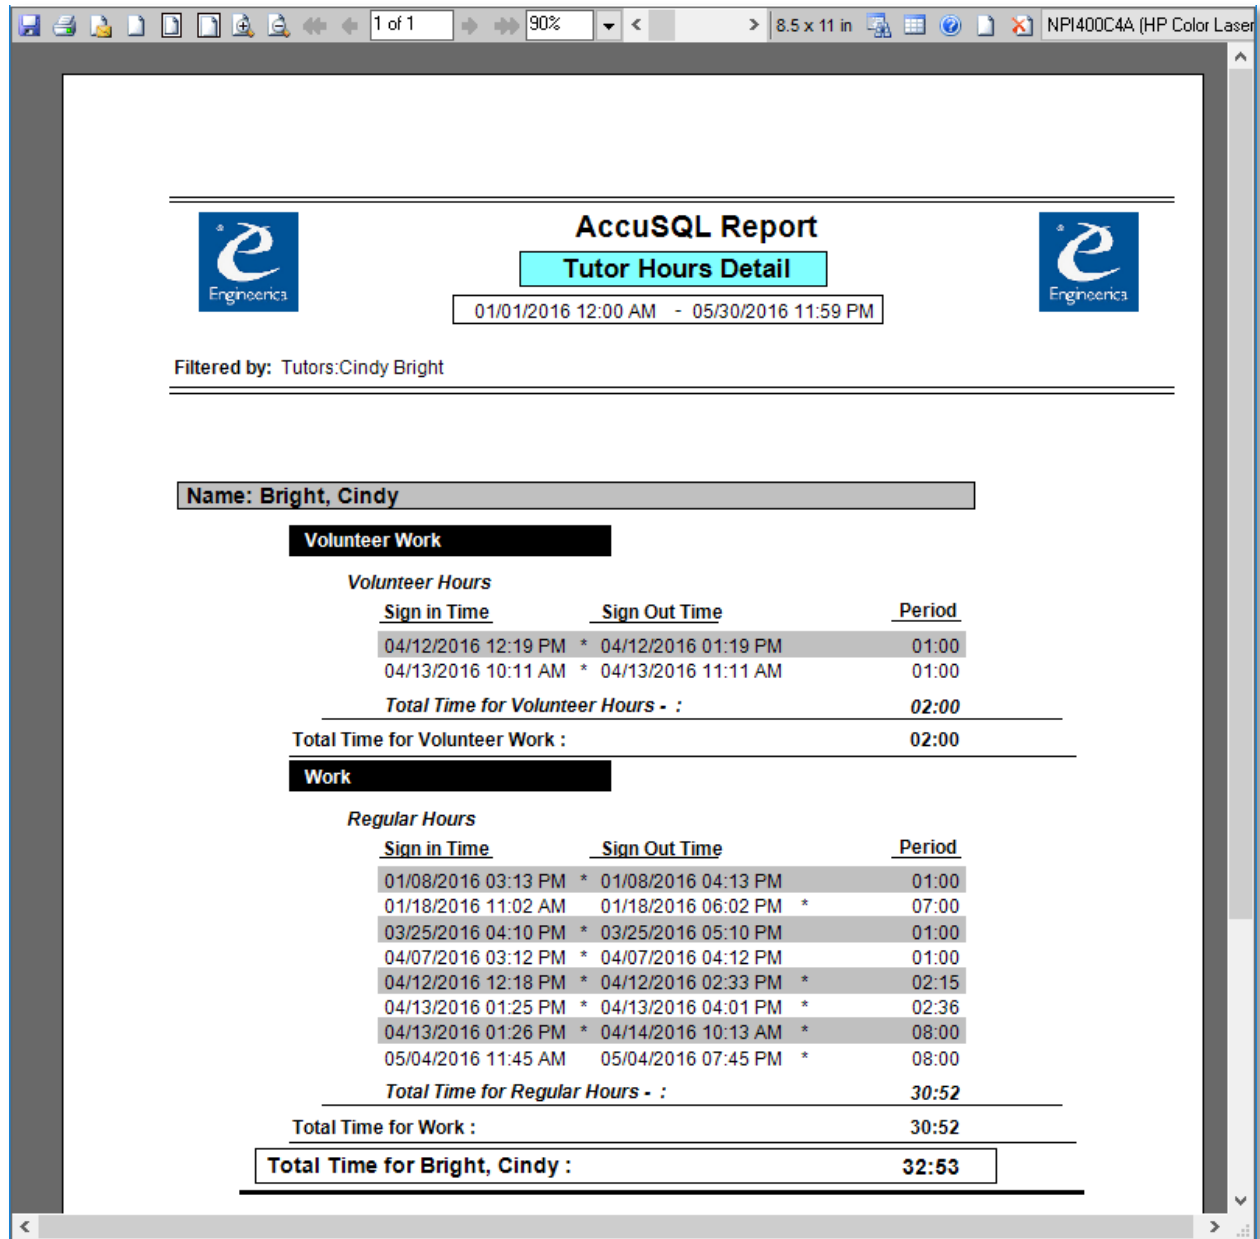 1 of 1 90% 8.5 x 11 in NPI400C4A (HP Color Laser
AccuSQL Report
Tutor Hours Detail
Engineerica
Engineerica
01/01/2016 12:00 AM - 05/30/2016 11:59 PM
Filtered by: Tutors:Cindy Bright
Name: Bright, Cindy
Volunteer Work
Volunteer Hours
Sign in Time Sign Out Time Period
04/12/2016 12:19 PM * 04/12/2016 01:19 PM 01:00
04/13/2016 10:11 AM * 04/13/2016 11:11 AM 01:00
Total Time for Volunteer Hours - : 02:00
Total Time for Volunteer Work : 02:00
Work
Regular Hours
Sign in Time Sign Out Time Period
01/08/2016 03:13 PM * 01/08/2016 04:13 PM 01:00
01/18/2016 11:02 AM 01/18/2016 06:02 PM * 07:00
03/25/2016 04:10 PM * 03/25/2016 05:10 PM 01:00
04/07/2016 03:12 PM * 04/07/2016 04:12 PM 01:00
04/12/2016 12:18 PM * 04/12/2016 02:33 PM * 02:15
04/13/2016 01:25 PM * 04/13/2016 04:01 PM * 02:36
04/13/2016 01:26 PM * 04/14/2016 10:13 AM * 08:00
05/04/2016 11:45 AM 05/04/2016 07:45 PM * 08:00
Total Time for Regular Hours - : 30:52
Total Time for Work : 30:52
Total Time for Bright, Cindy : 32:53